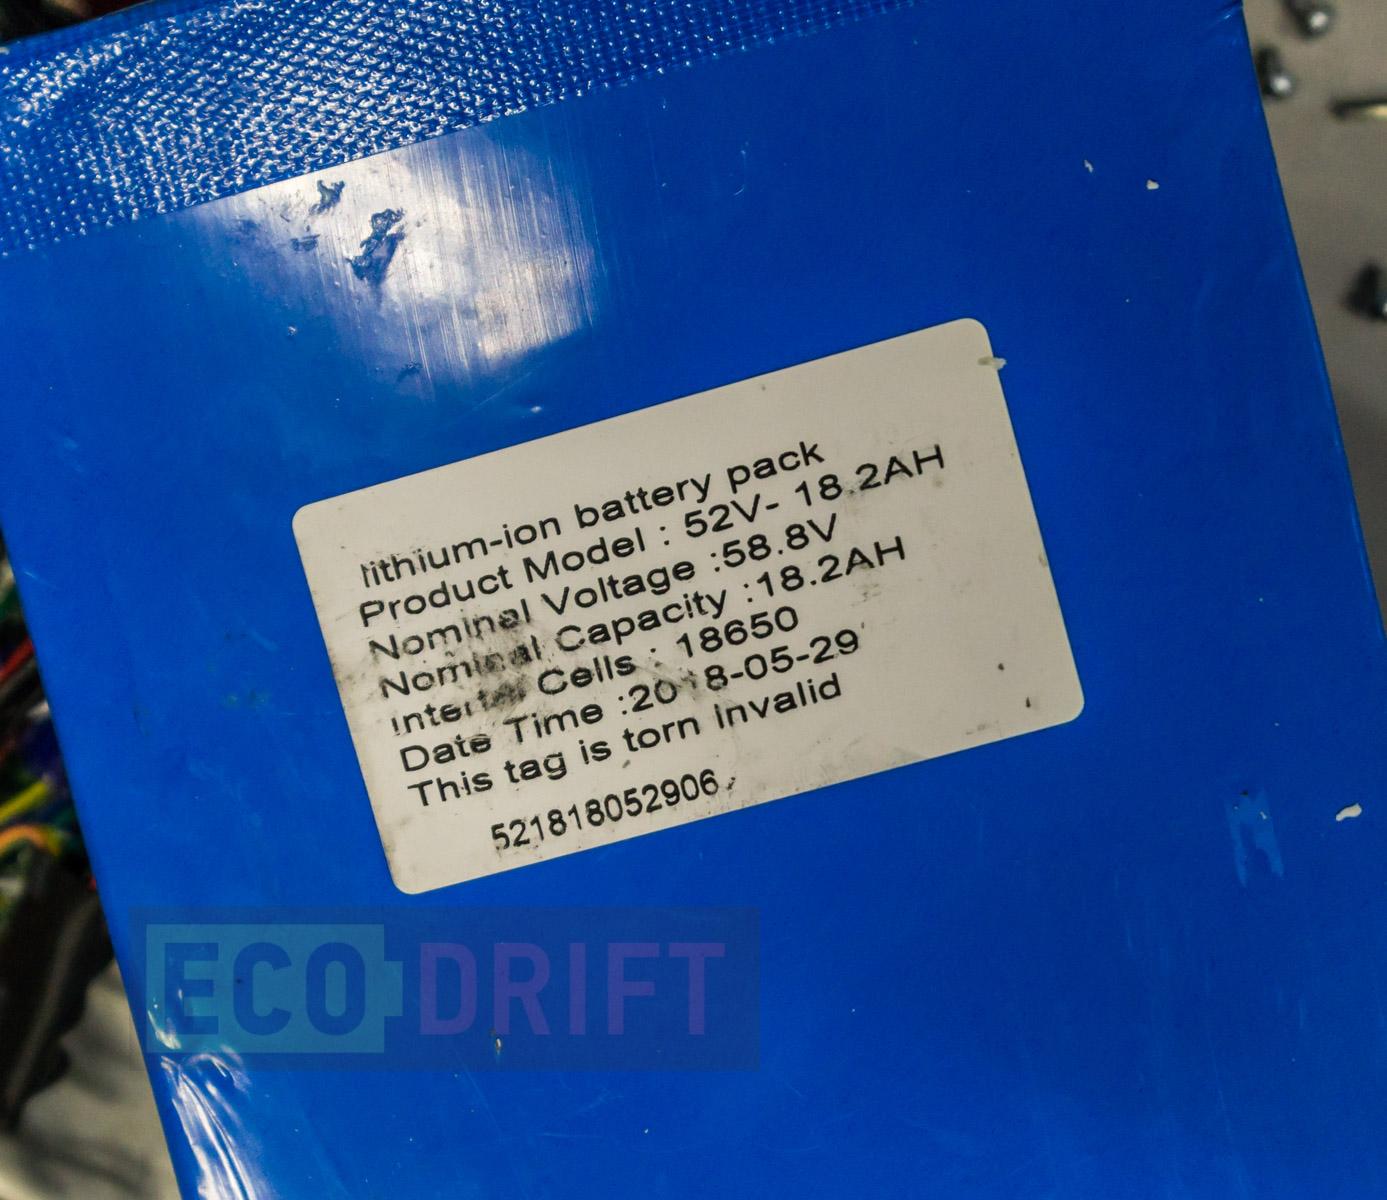 lithium-ion battery pack
Product Model : 52V- 18.2AH
Nominal Voltage :58.8V
Nominal Capacity :18.2AH
Cells : 18650
Date Time :2018-05-29
This tag is torn invalid
521818052906
ECO DRIFT